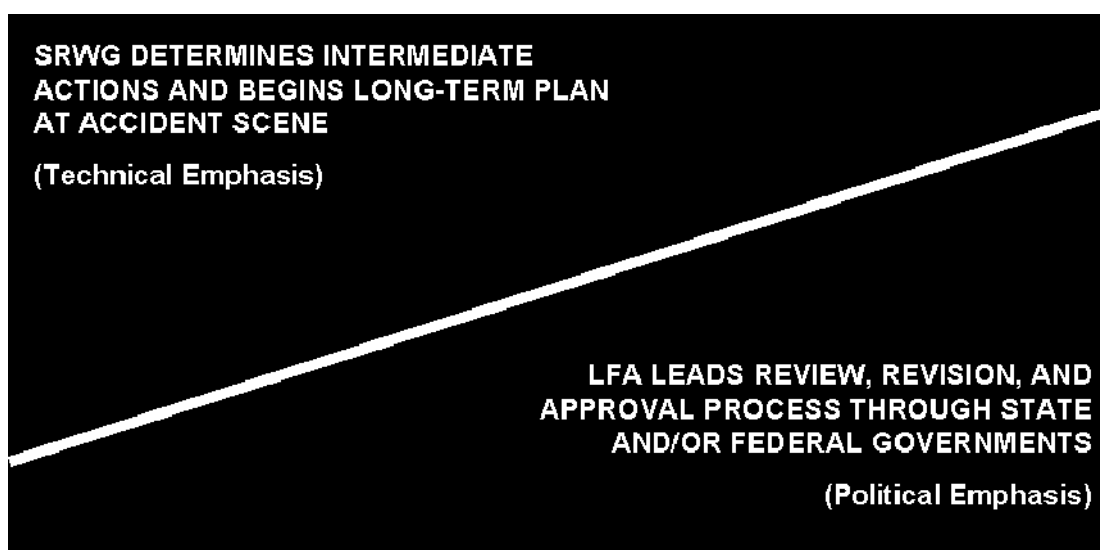 SRWG DETERMINES INTERMEDIATE
ACTIONS AND BEGINS LONG-TERM PLAN
AT ACCIDENT SCENE
(Technical Emphasis)
LFA LEADS REVIEW, REVISION, AND
APPROVAL PROCESS THROUGH STATE
AND/OR FEDERAL GOVERNMENTS
(Political Emphasis)